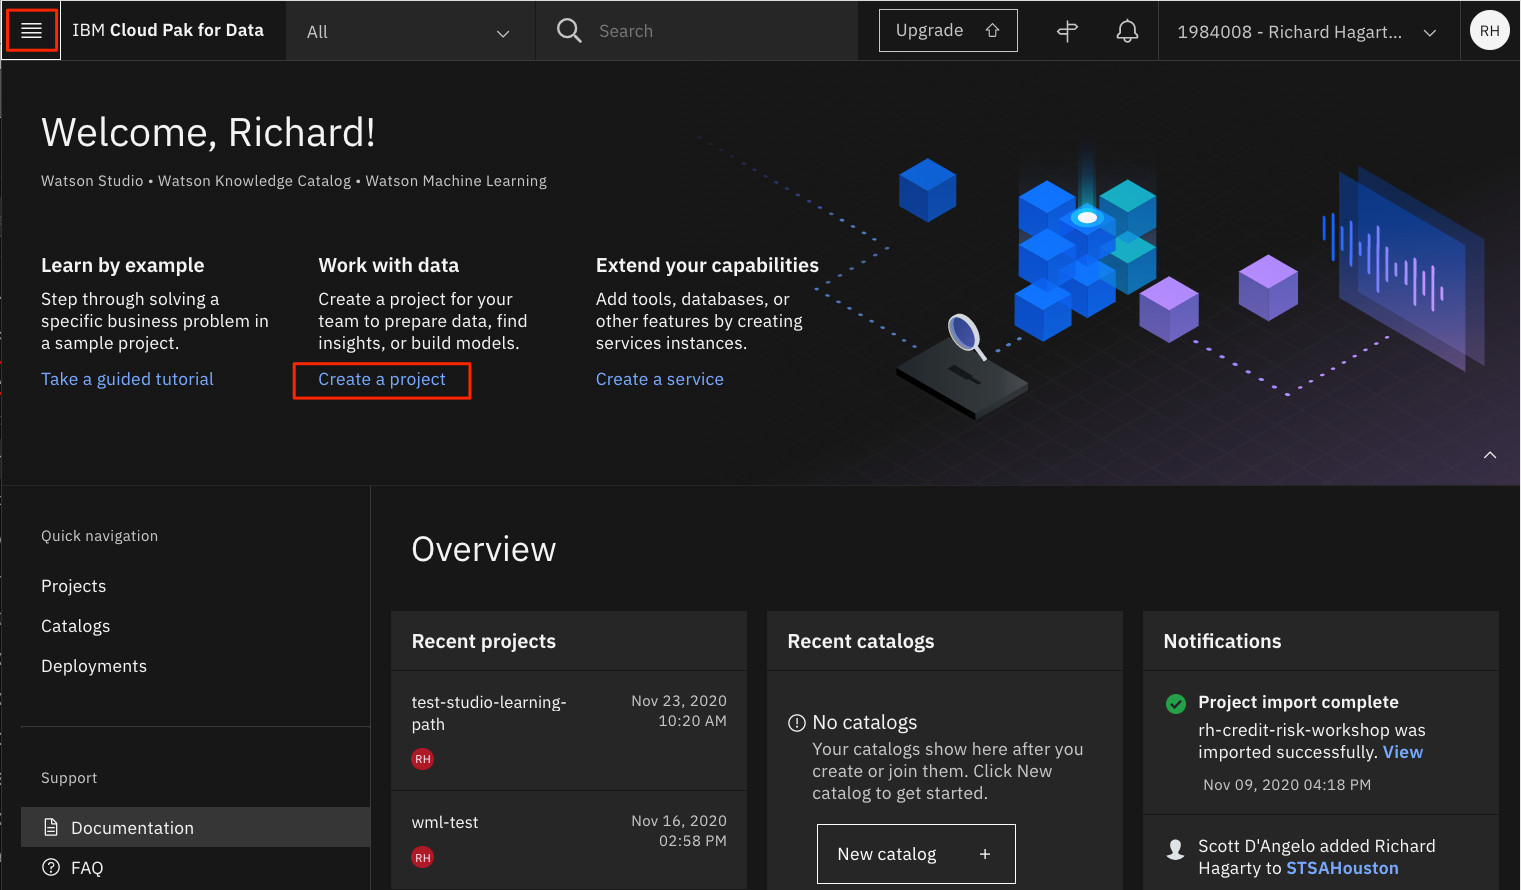 IBM Cloud Pak for Data
All
Search
Upgrade
1984008 - Richard Hagart...
RH
Welcome, Richard!
Watson Studio • Watson Knowledge Catalog • Watson Machine Learning
Learn by example
Step through solving a
specific business problem in
a sample project.
Take a guided tutorial
Work with data
Create a project for your
team to prepare data, find
insights, or build models.
Create a project
Extend your capabilities
Add tools, databases, or
other features by creating
services instances.
Create a service
Quick navigation
Projects
Catalogs
Deployments
Support
Documentation
FAQ
Overview
Recent projects
test-studio-learning-
path
Nov 23, 2020
10:20 AM
RH
wml-test
Nov 16, 2020
02:58 PM
RH
Recent catalogs
No catalogs
Your catalogs show here after you
create or join them. Click New
catalog to get started.
New catalog +
Notifications
Project import complete
rh-credit-risk-workshop was
imported successfully. View
Nov 09, 2020 04:18 PM
Scott D'Angelo added Richard
Hagarty to STSAHouston